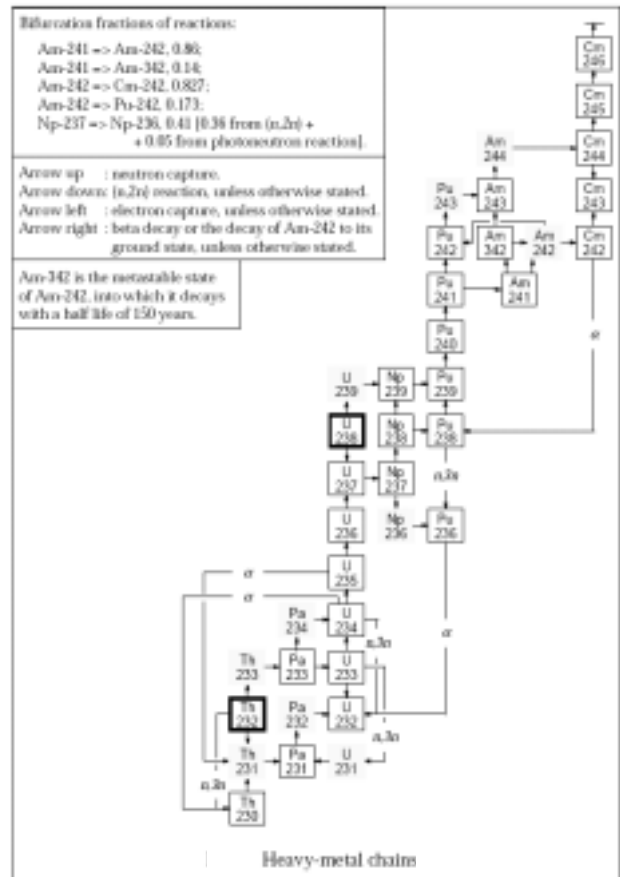 Bifurcation fractions of reactions:
Am-241 => Am-242, 0.86;
Am-241 => Am-342, 0.14;
Am-242 => Cm-242, 0.827;
Am-242 => Pu-242, 0.173;
Np-237 => Np-236, 0.41 [0.36 from (n,2n) +
+ 0.05 from photoneutron reaction].
Arrow up : neutron capture.
Arrow down: (n,2n) reaction, unless otherwise stated.
Arrow left : electron capture, unless otherwise stated.
Arrow right : beta decay or the decay of Am-242 to its
ground state, unless otherwise stated.
Am-342 is the metastable state
of Am-242, into which it decays
with a half life of 150 years.
Cm
246
Cm
245
Am
244
Cm
244
Pu
243
Am
243
Cm
243
Pu
242
Am
342
Am
242
Cm
242
Pu
241
Am
241
Pu
240
α
U
239
Np
239
Pu
239
U
238
Np
238
Pu
238
U
237
Np
237
n,3n
U
236
Np
236
Pu
236
α
U
235
α
Pa
234
U
234
α
n,3n
Th
233
Pa
233
U
233
Th
232
Pa
232
U
232
n,3n
Th
231
Pa
231
U
231
n,3n
Th
230
Heavy-metal chains